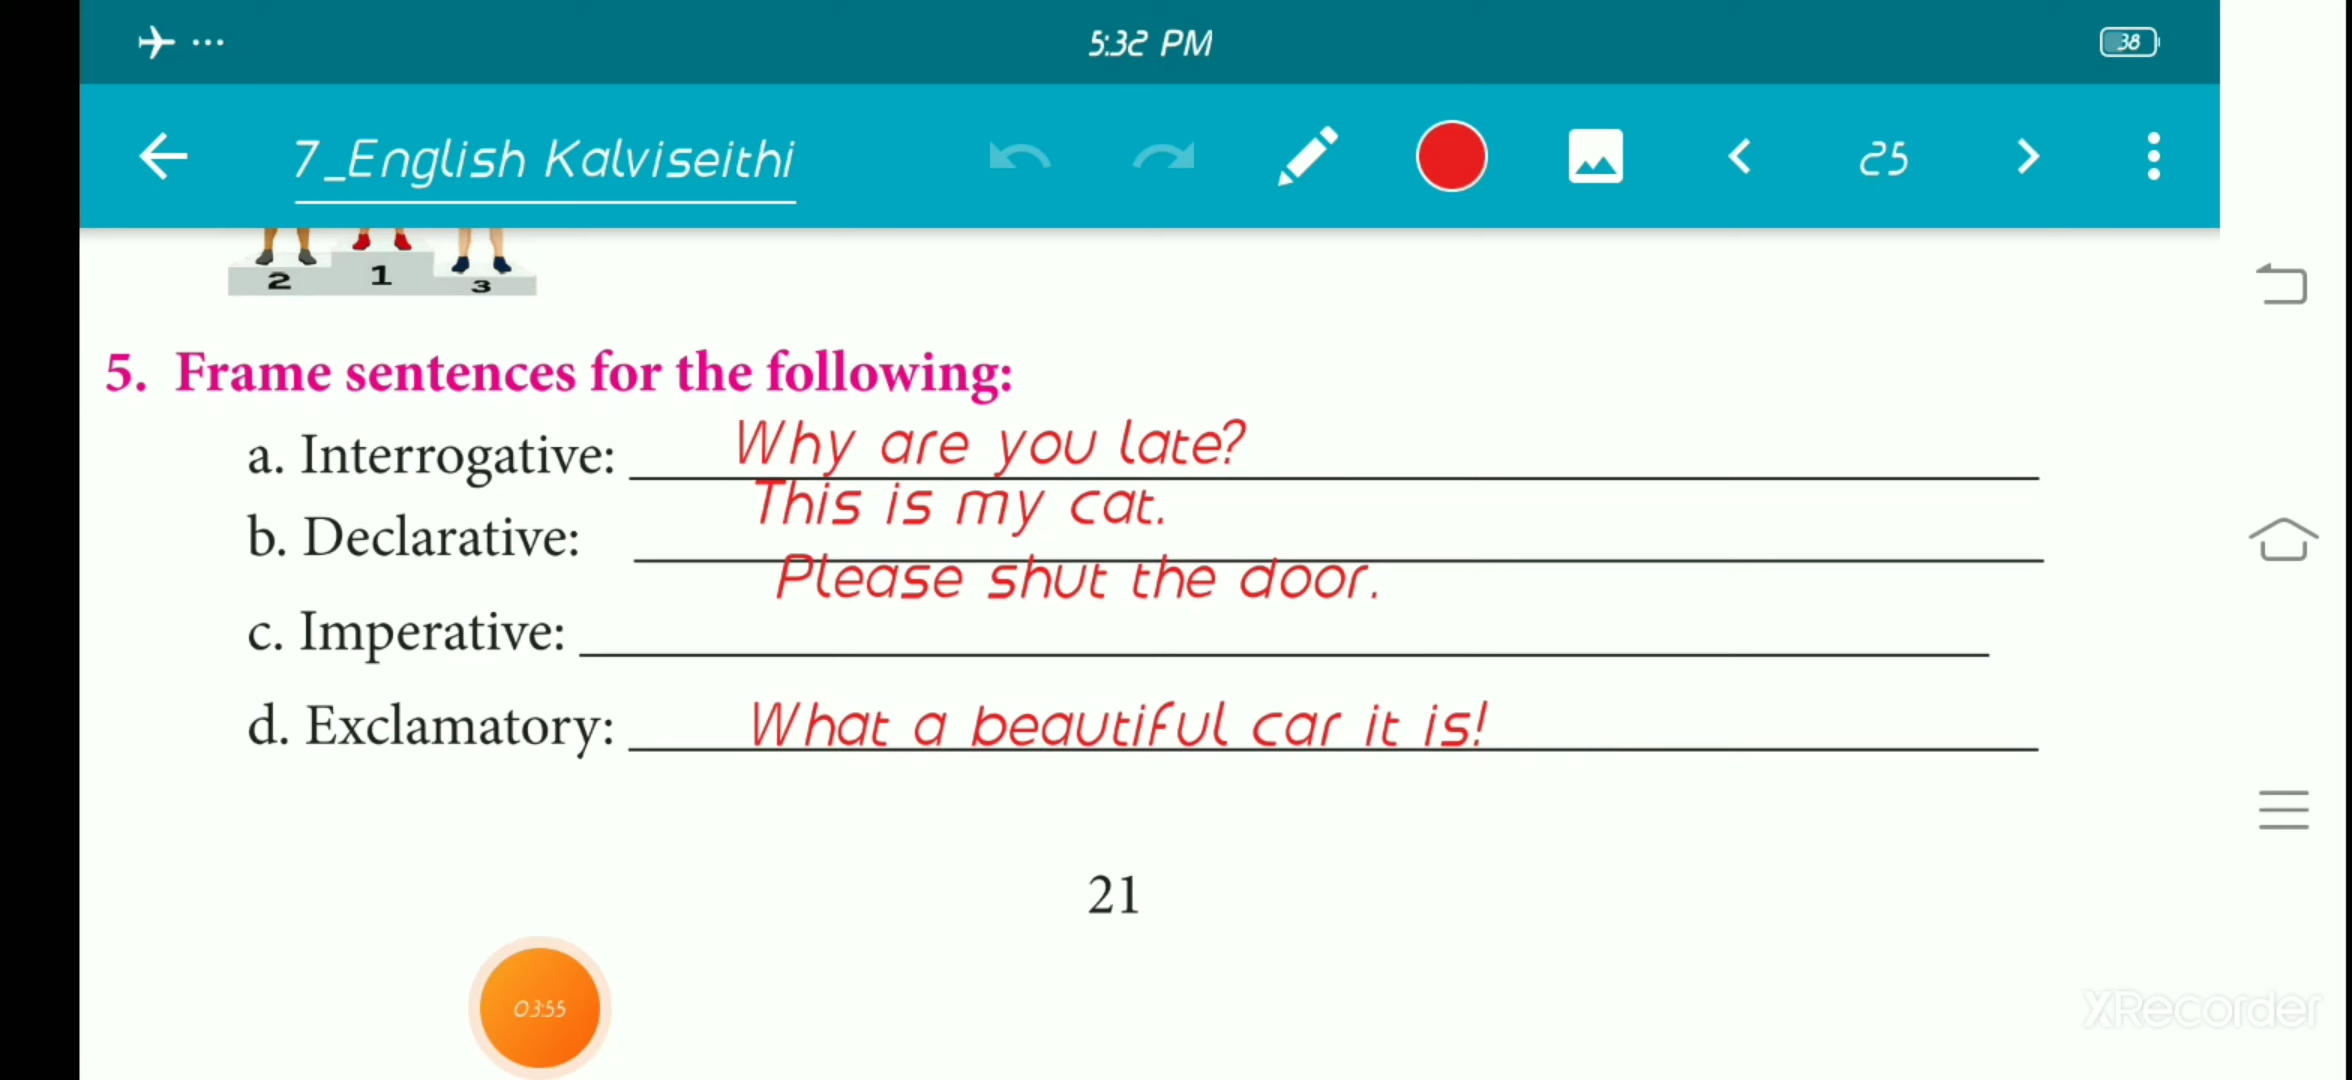 5:32 PM
38
7_English Kalviseithi
25
2 1 3
5. Frame sentences for the following:
a. Interrogative: Why are you late?
b. Declarative: This is my cat.
c. Imperative: Please shut the door.
d. Exclamatory: What a beautiful car it is!
21
03:55
XRecorder